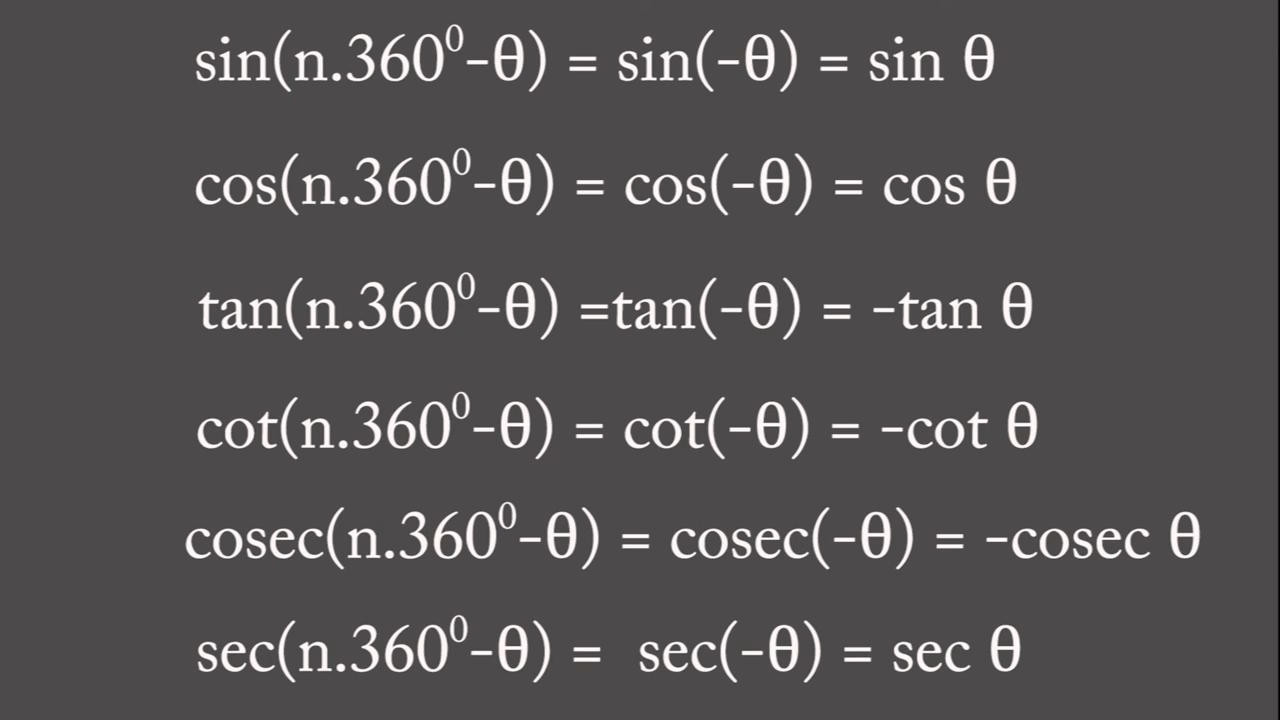 sin(n.360⁰-θ) = sin(-θ) = sin θ
cos(n.360⁰-θ) = cos(-θ) = cos θ
tan(n.360⁰-θ) =tan(-θ) = -tan θ
cot(n.360⁰-θ) = cot(-θ) = -cot θ
cosec(n.360⁰-θ) = cosec(-θ) = -cosec θ
sec(n.360⁰-θ) = sec(-θ) = sec θ